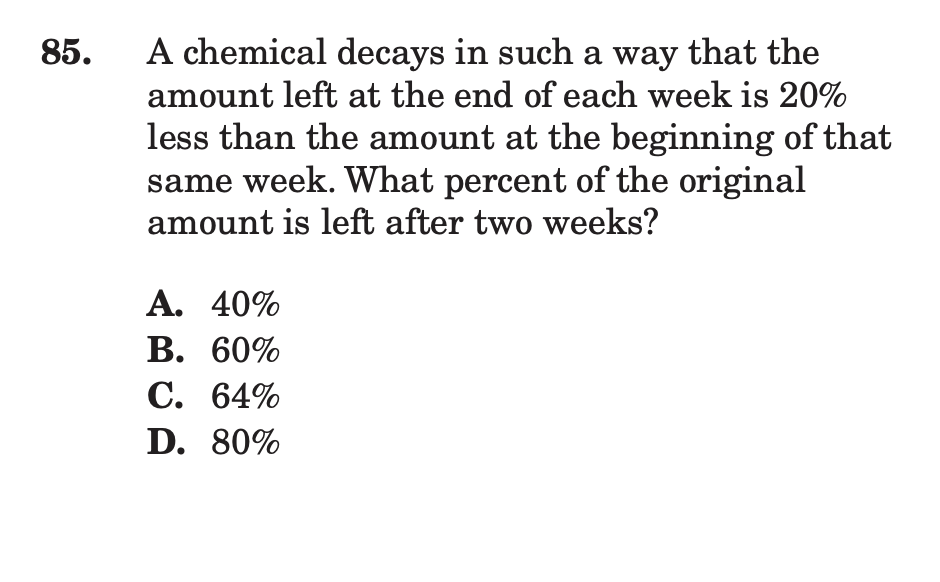 85. A chemical decays in such a way that the
amount left at the end of each week is 20%
less than the amount at the beginning of that
same week. What percent of the original
amount is left after two weeks?
A. 40%
B. 60%
C. 64%
D. 80%